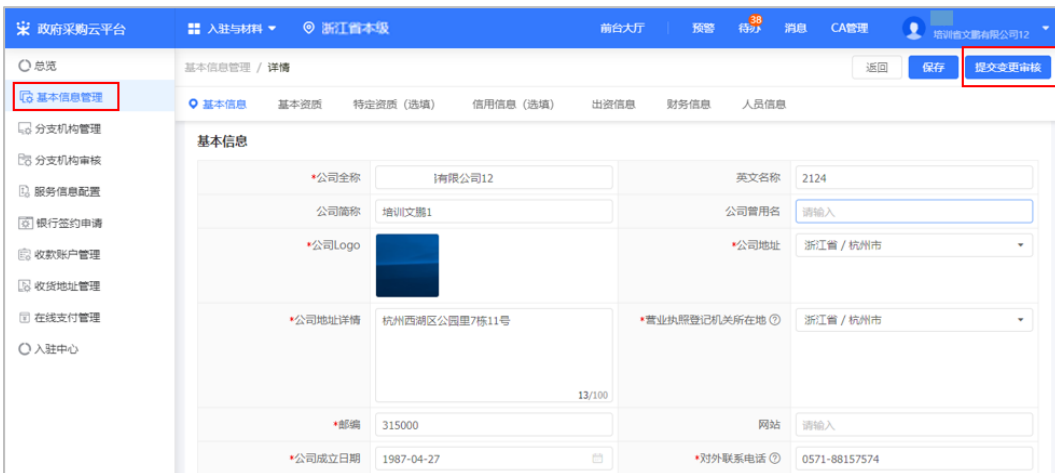 政府采购云平台 入驻与材料 浙江省本级 前台大厅 预警 待办 38 消息 CA管理 培训省文鹏有限公司12
总览
基本信息管理
分支机构管理
分支机构审核
服务信息配置
银行签约申请
收款账户管理
收货地址管理
在线支付管理
入驻中心
基本信息管理 / 详情 返回 保存 提交变更审核
基本信息 基本资质 特定资质（选填） 信用信息（选填） 出资信息 财务信息 人员信息
基本信息
*公司全称 有限公司12 英文名称 2124
公司简称 培训文鹏1 公司曾用名 请输入
*公司Logo *公司地址 浙江省 / 杭州市
*公司地址详情 杭州西湖区公园里7栋11号 *营业执照登记机关所在地 浙江省 / 杭州市
13/100
*邮编 315000 网站 请输入
*公司成立日期 1987-04-27 *对外联系电话 0571-88157574